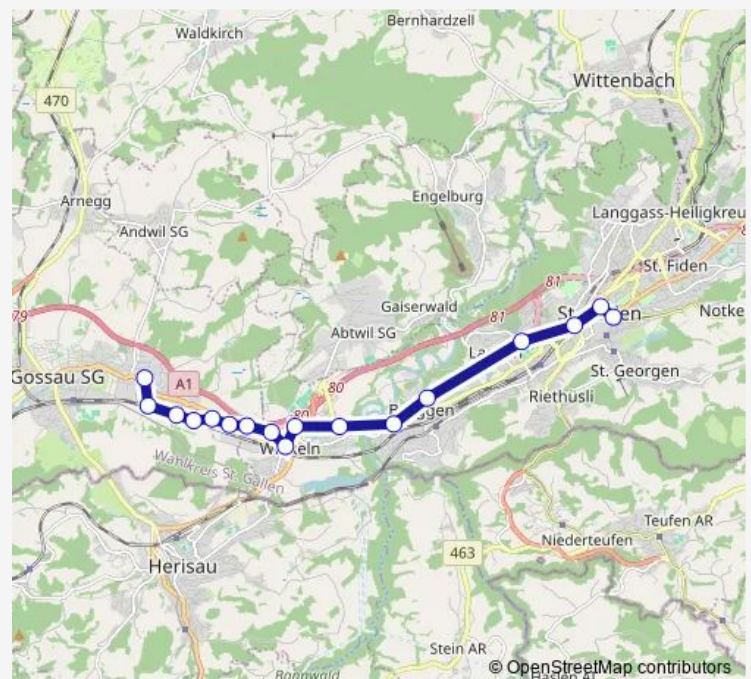 Bernhardzell
Waldkirch
Wittenbach
470
Arnegg
Engelburg
Langgass-Heiligkreu
Andwil SG
St. Fiden
81
79
Gaiserwald
81
Notke
Abtwil SG
St. Georgen
Gossau SG
A1
80
Riethüsli
80
Wahlkreis St. Gallen
Teufen AR
463
Niederteufen
Herisau
Stein AR
© OpenStreetMap contributors